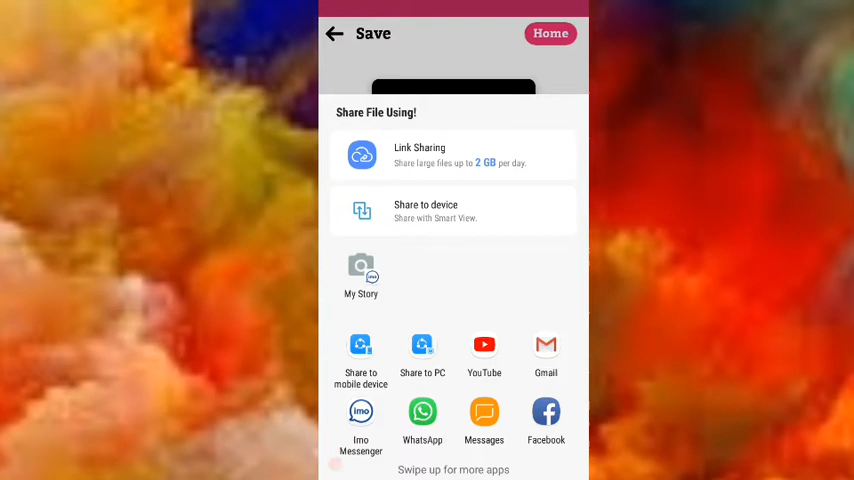 Save
Home
Share File Using!
Link Sharing
Share large files up to 2 GB per day.
Share to device
Share with Smart View.
imo
My Story
Share to
mobile device
Share to PC
YouTube
Gmail
imo
Imo
Messenger
WhatsApp
Messages
Facebook
Swipe up for more apps